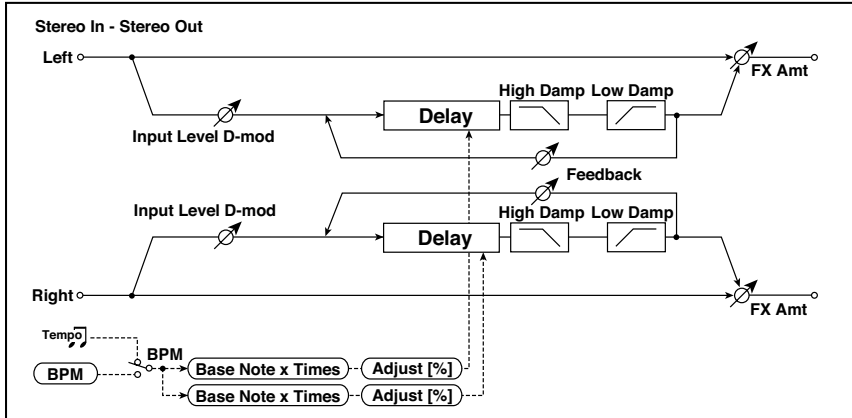 Stereo In - Stereo Out
Left
FX Amt
High Damp Low Damp
Delay
Input Level D-mod
Feedback
Input Level D-mod
High Damp Low Damp
Delay
Right
FX Amt
Tempo
BPM
BPM
Base Note x Times
Adjust [%]
Base Note x Times
Adjust [%]